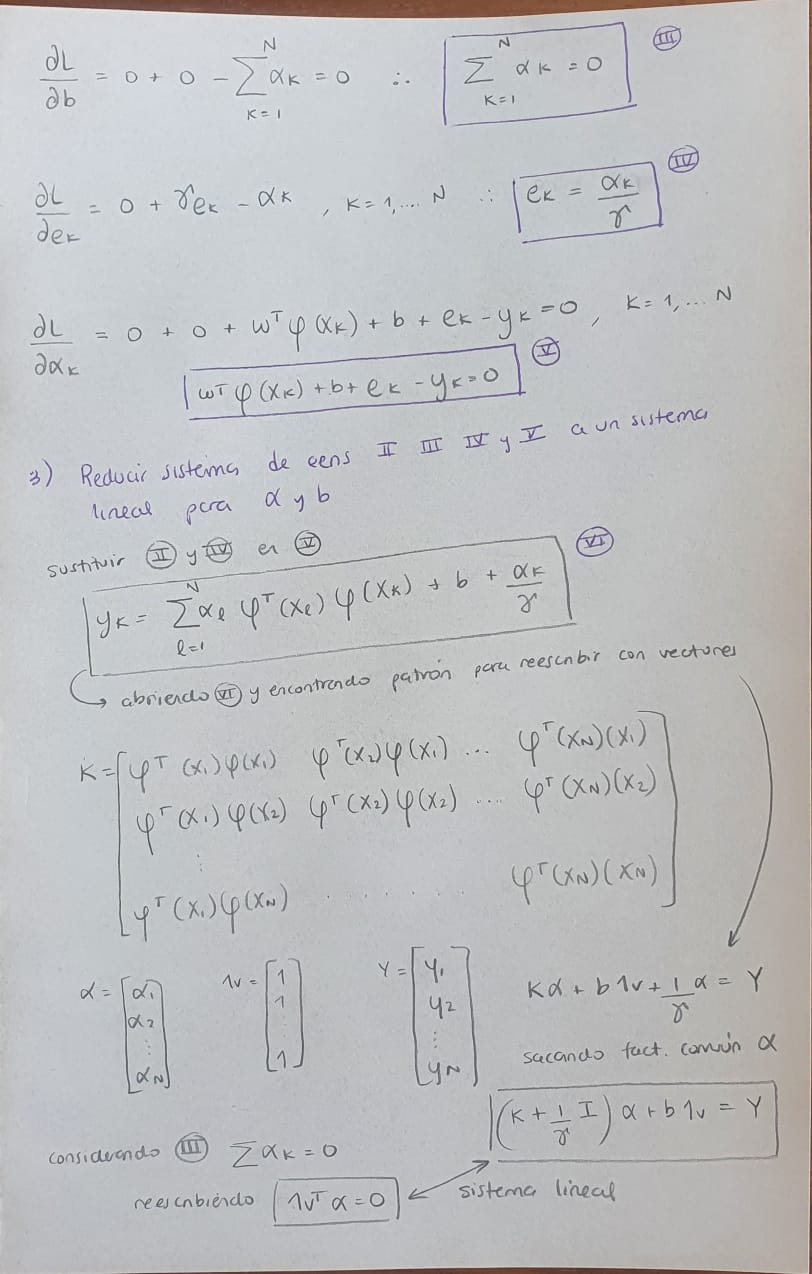 ∂L/∂b = 0 + 0 - Σ_{K=1}^{N} αK = 0 ∴ Σ_{K=1}^{N} αK = 0 (III)
∂L/∂eK = 0 + γeK - αK , K=1,... N ∴ eK = αK/γ (IV)
∂L/∂αK = 0 + 0 + wᵀφ(XK) + b + eK - yK = 0, K=1,... N
wᵀφ(XK) + b + eK - yK = 0 (V)
3) Reducir sistema de ecns II III IV y V a un sistema
lineal para α y b
sustituir (II) y (IV) en (V)
yK = Σ_{ℓ=1}^{N} αℓ φᵀ(Xℓ) φ(XK) + b + αK/γ (VI)
↳ abriendo (VI) y encontrando patrón para reescribir con vectores
K = [φᵀ(X1)φ(X1) φᵀ(X2)φ(X1) ... φᵀ(XN)(X1)
φᵀ(X1)φ(X2) φᵀ(X2)φ(X2) ... φᵀ(XN)(X2)
⋮
φᵀ(X1)φ(XN) . . . . . . . φᵀ(XN)(XN)]
α = [α1 α2 ... αN] 1v = [1 1 ... 1] Y = [y1 y2 ... yN]
Kα + b1v + 1/γ α = Y
sacando fact. común α
(K + 1/γ I) α + b1v = Y
considerando (III) ΣαK = 0
reescribiendo 1vᵀα = 0
sistema lineal